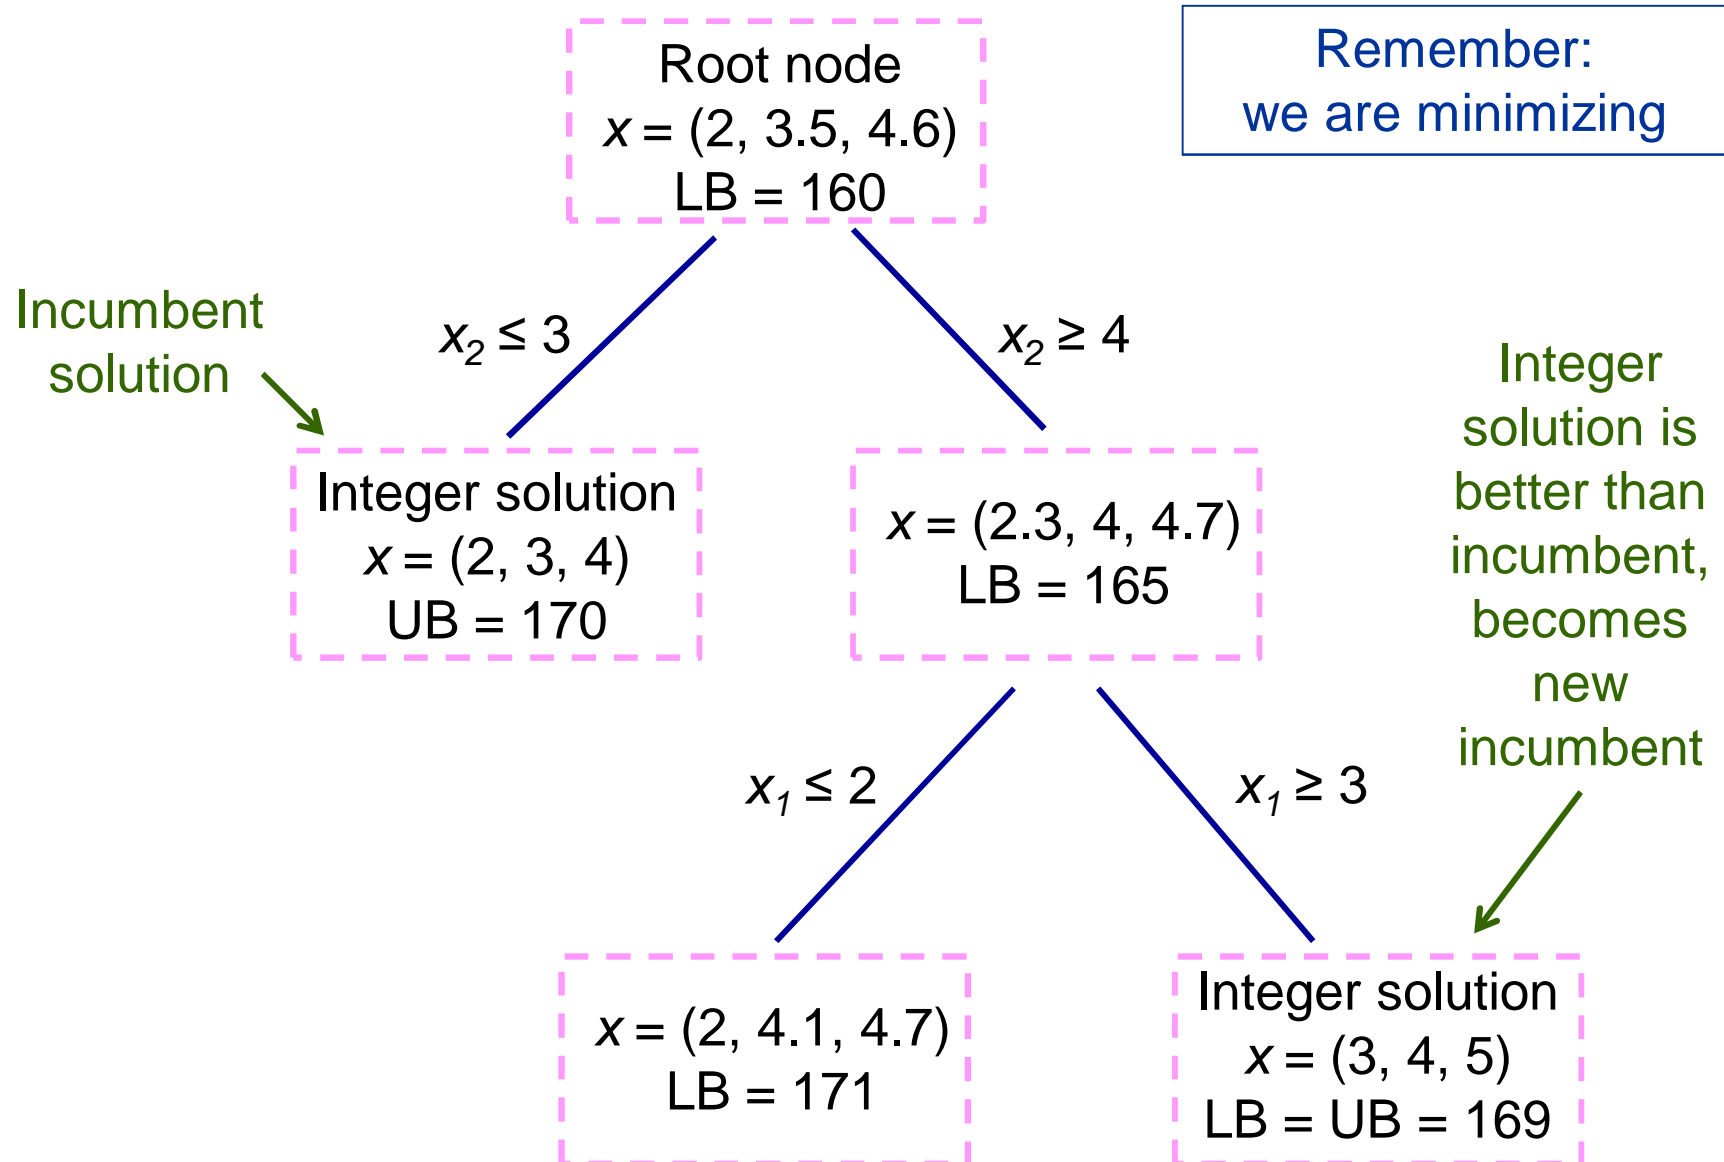 Root node
x = (2, 3.5, 4.6)
LB = 160
Remember:
we are minimizing
Incumbent
solution
x₂ ≤ 3
x₂ ≥ 4
Integer solution
x = (2, 3, 4)
UB = 170
x = (2.3, 4, 4.7)
LB = 165
Integer
solution is
better than
incumbent,
becomes
new
incumbent
x₁ ≤ 2
x₁ ≥ 3
x = (2, 4.1, 4.7)
LB = 171
Integer solution
x = (3, 4, 5)
LB = UB = 169